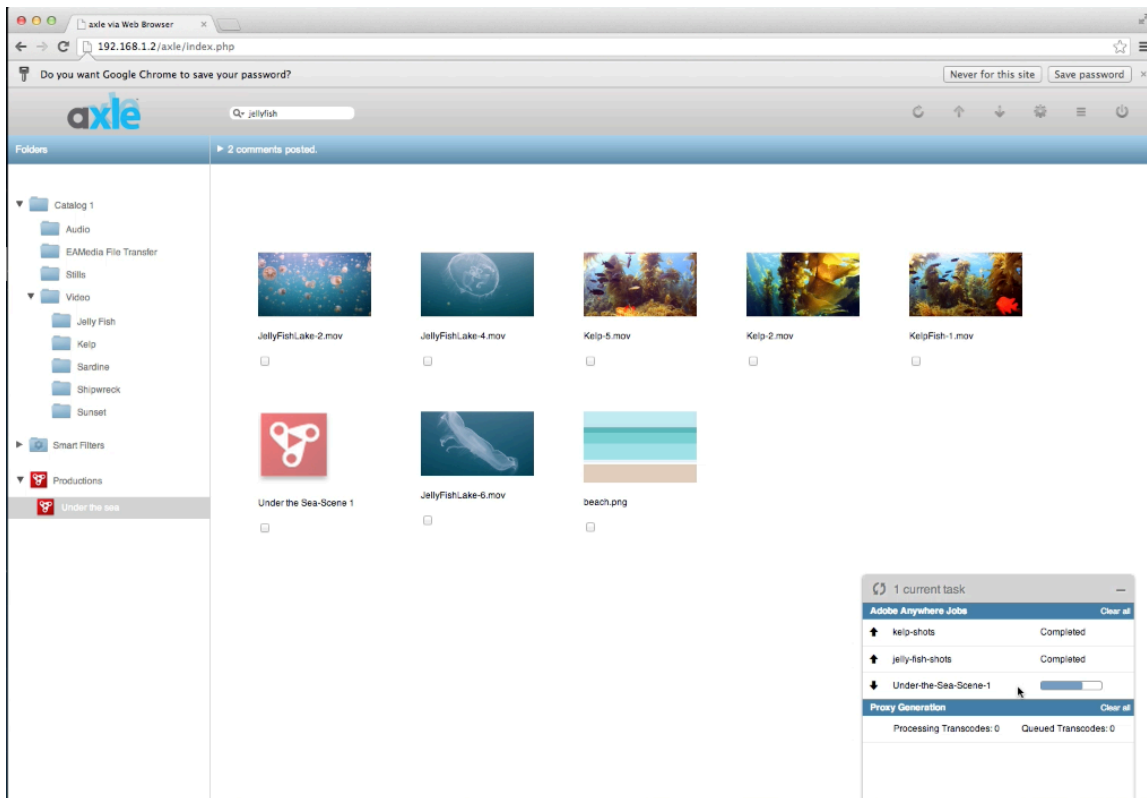 axle via Web Browser
192.168.1.2/axle/index.php
Do you want Google Chrome to save your password?
Never for this site
Save password
axle
jellyfish
Folders
2 comments posted.
Catalog 1
Audio
EAMedia File Transfer
Stills
Video
Jelly Fish
Kelp
Sardine
Shipwreck
Sunset
Smart Filters
Productions
Under the sea
JellyFishLake-2.mov
JellyFishLake-4.mov
Kelp-5.mov
Kelp-2.mov
KelpFish-1.mov
Under the Sea-Scene 1
JellyFishLake-6.mov
beach.png
1 current task
Adobe Anywhere Jobs Clear all
kelp-shots Completed
jelly-fish-shots Completed
Under-the-Sea-Scene-1
Proxy Generation Clear all
Processing Transcodes: 0 Queued Transcodes: 0